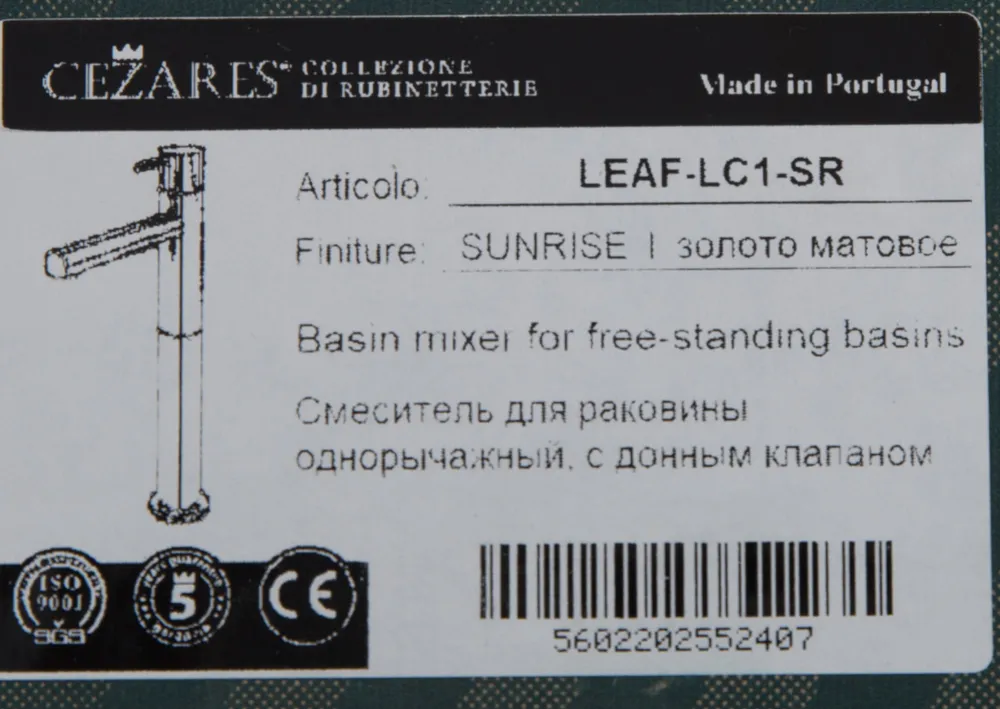 CEZARES® COLLEZIONE
DI RUBINETTERIE
Made in Portugal
Articolo: LEAF-LC1-SR
Finiture: SUNRISE | золото матовое
Basin mixer for free-standing basins
Смеситель для раковины
однорычажный, с донным клапаном
ISO
9001
SGS
5
CE
5602202552407